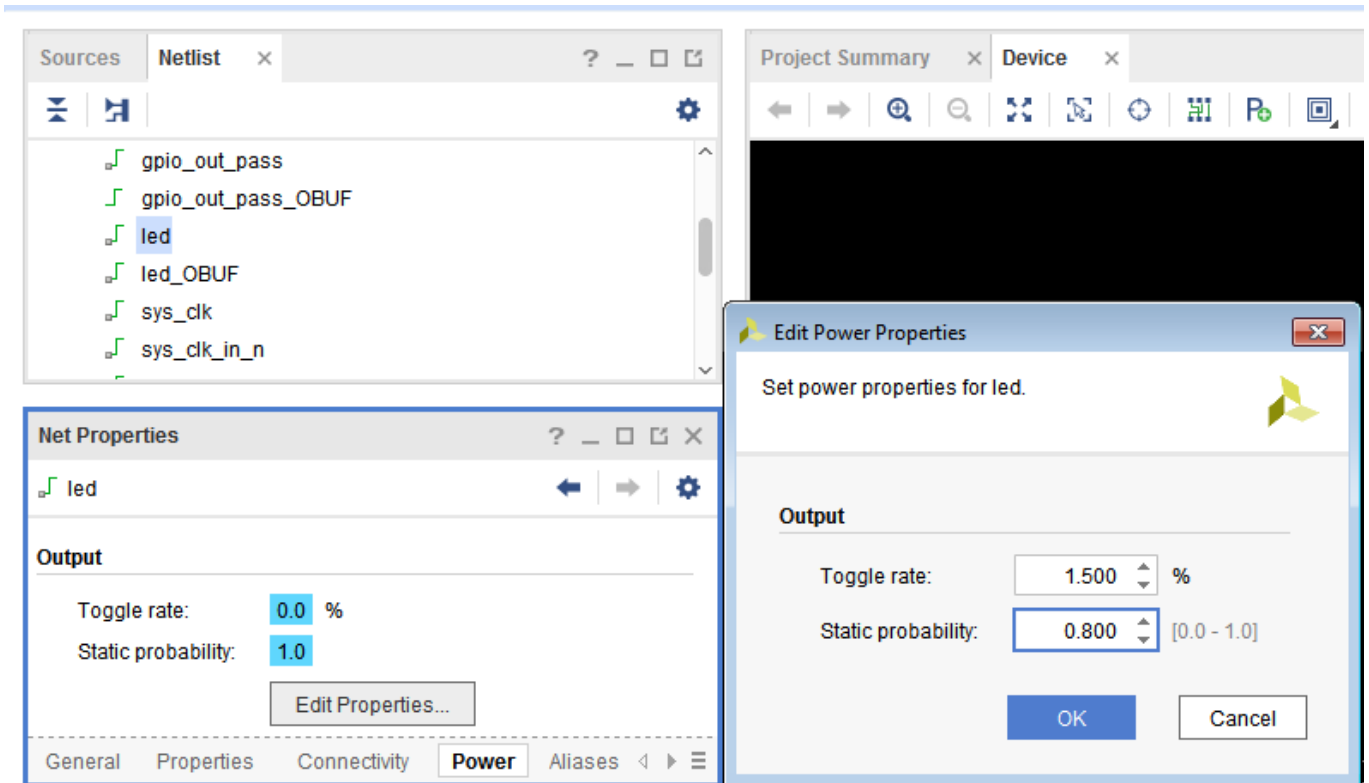 Sources Netlist ×
gpio_out_pass
gpio_out_pass_OBUF
led
led_OBUF
sys_clk
sys_clk_in_n
Net Properties
led
Output
Toggle rate: 0.0 %
Static probability: 1.0
Edit Properties...
General Properties Connectivity Power Aliases
Project Summary × Device ×
Edit Power Properties
Set power properties for led.
Output
Toggle rate: 1.500 %
Static probability: 0.800 [0.0 - 1.0]
OK Cancel